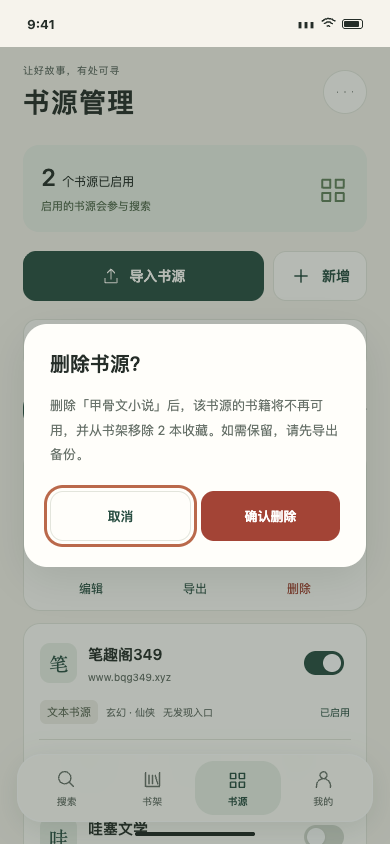 9:41
让好故事，有处可寻
书源管理
2 个书源已启用
启用的书源会参与搜索
导入书源
新增
删除书源?
删除「甲骨文小说」后，该书源的书籍将不再可
用，并从书架移除 2 本收藏。如需保留，请先导出
备份。
取消
确认删除
编辑
导出
删除
笔
笔趣阁349
www.bqg349.xyz
文本书源
玄幻 · 仙侠
无发现入口
已启用
搜索
书架
书源
我的
哇
哇塞文学